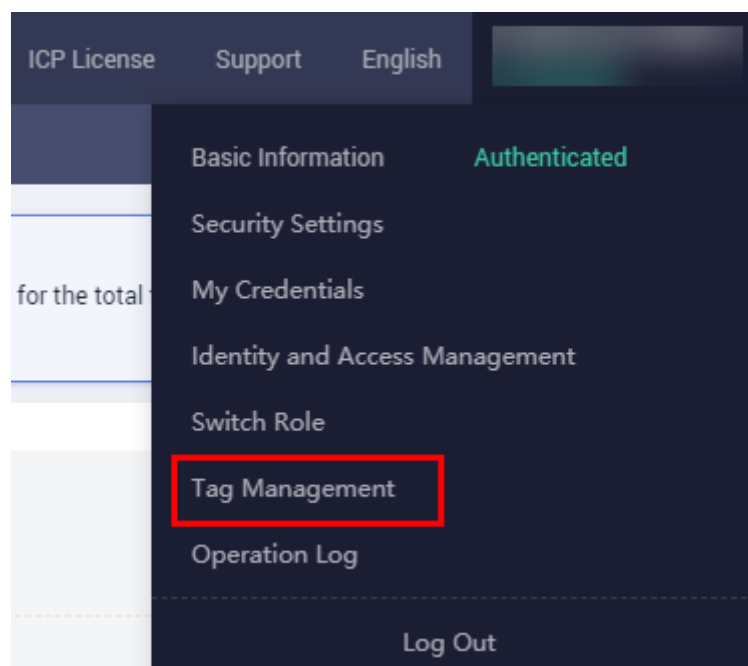 ICP License Support English
Basic Information Authenticated
Security Settings
for the total
My Credentials
Identity and Access Management
Switch Role
Tag Management
Operation Log
Log Out